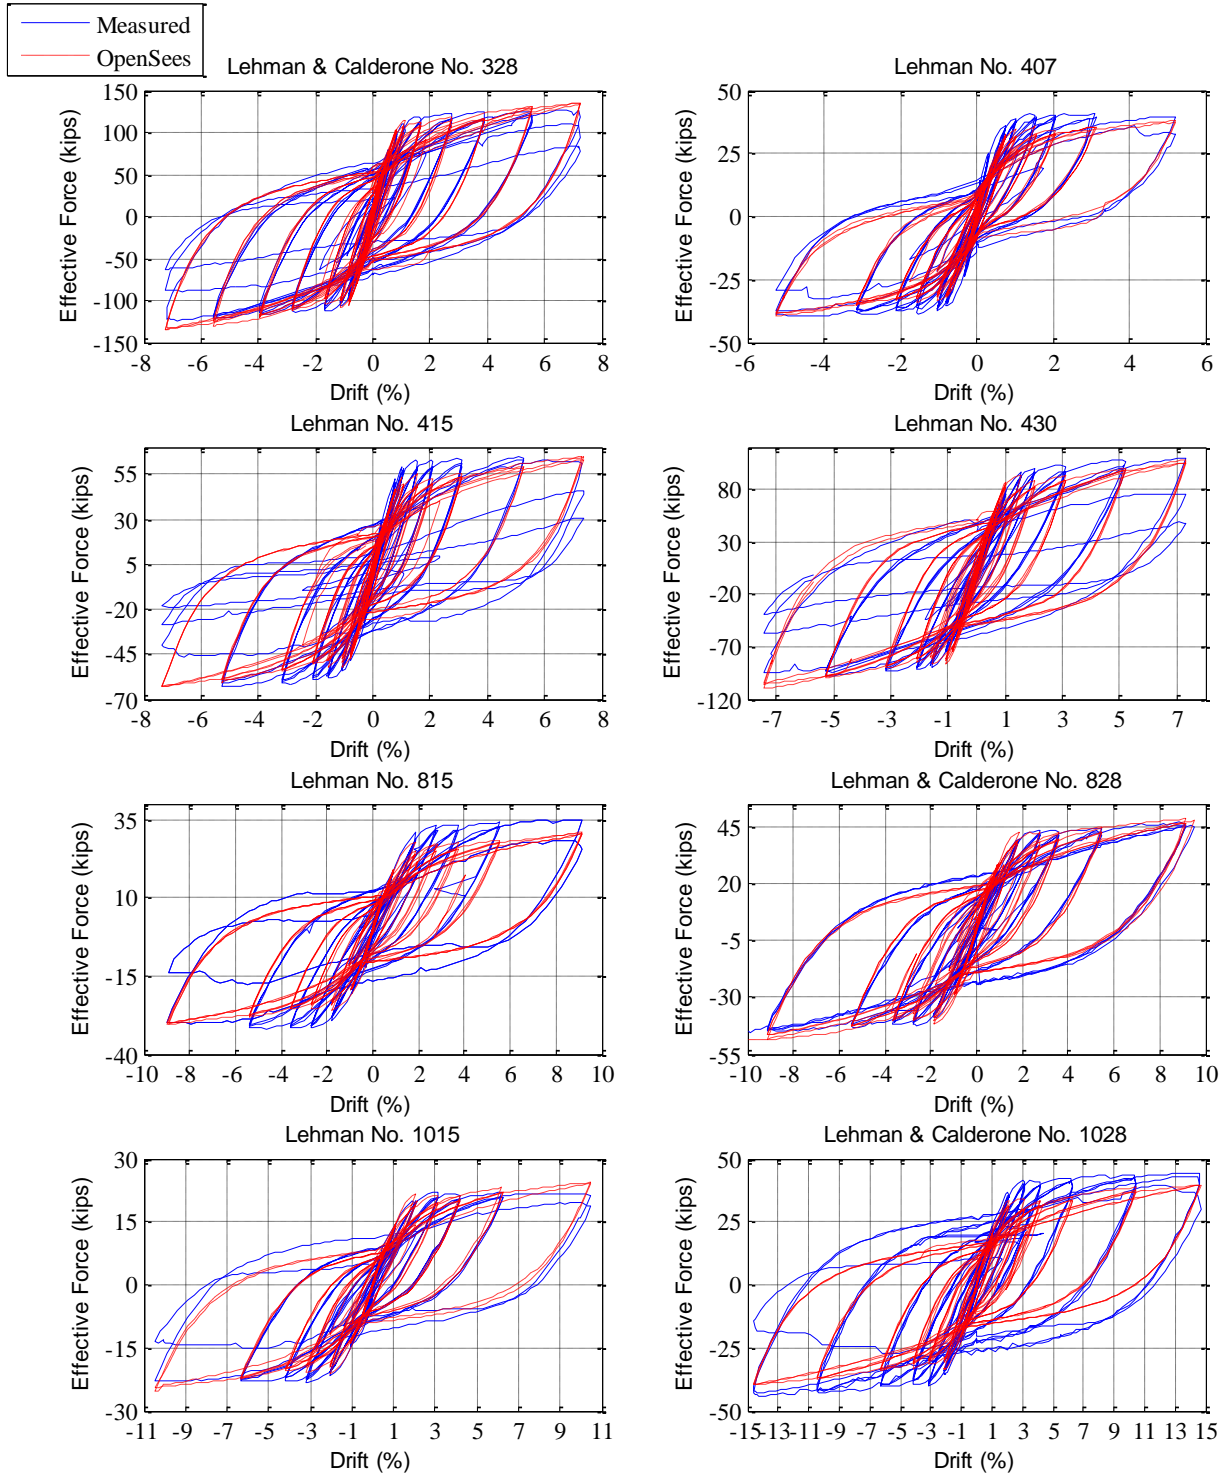 Measured
OpenSees
Lehman & Calderone No. 328
Effective Force (kips)
150
100
50
0
-50
-100
-150
-8 -6 -4 -2 0 2 4 6 8
Drift (%)
Lehman No. 407
Effective Force (kips)
50
25
0
-25
-50
-6 -4 -2 0 2 4 6
Drift (%)
Lehman No. 415
Effective Force (kips)
55
30
5
-20
-45
-70
-8 -6 -4 -2 0 2 4 6 8
Drift (%)
Lehman No. 430
Effective Force (kips)
80
30
-20
-70
-120
-7 -5 -3 -1 1 3 5 7
Drift (%)
Lehman No. 815
Effective Force (kips)
35
10
-15
-40
-10 -8 -6 -4 -2 0 2 4 6 8 10
Drift (%)
Lehman & Calderone No. 828
Effective Force (kips)
45
20
-5
-30
-55
-10 -8 -6 -4 -2 0 2 4 6 8 10
Drift (%)
Lehman No. 1015
Effective Force (kips)
30
15
0
-15
-30
-11 -9 -7 -5 -3 -1 1 3 5 7 9 11
Drift (%)
Lehman & Calderone No. 1028
Effective Force (kips)
50
25
0
-25
-50
-15 -13 -11 -9 -7 -5 -3 -1 1 3 5 7 9 11 13 15
Drift (%)